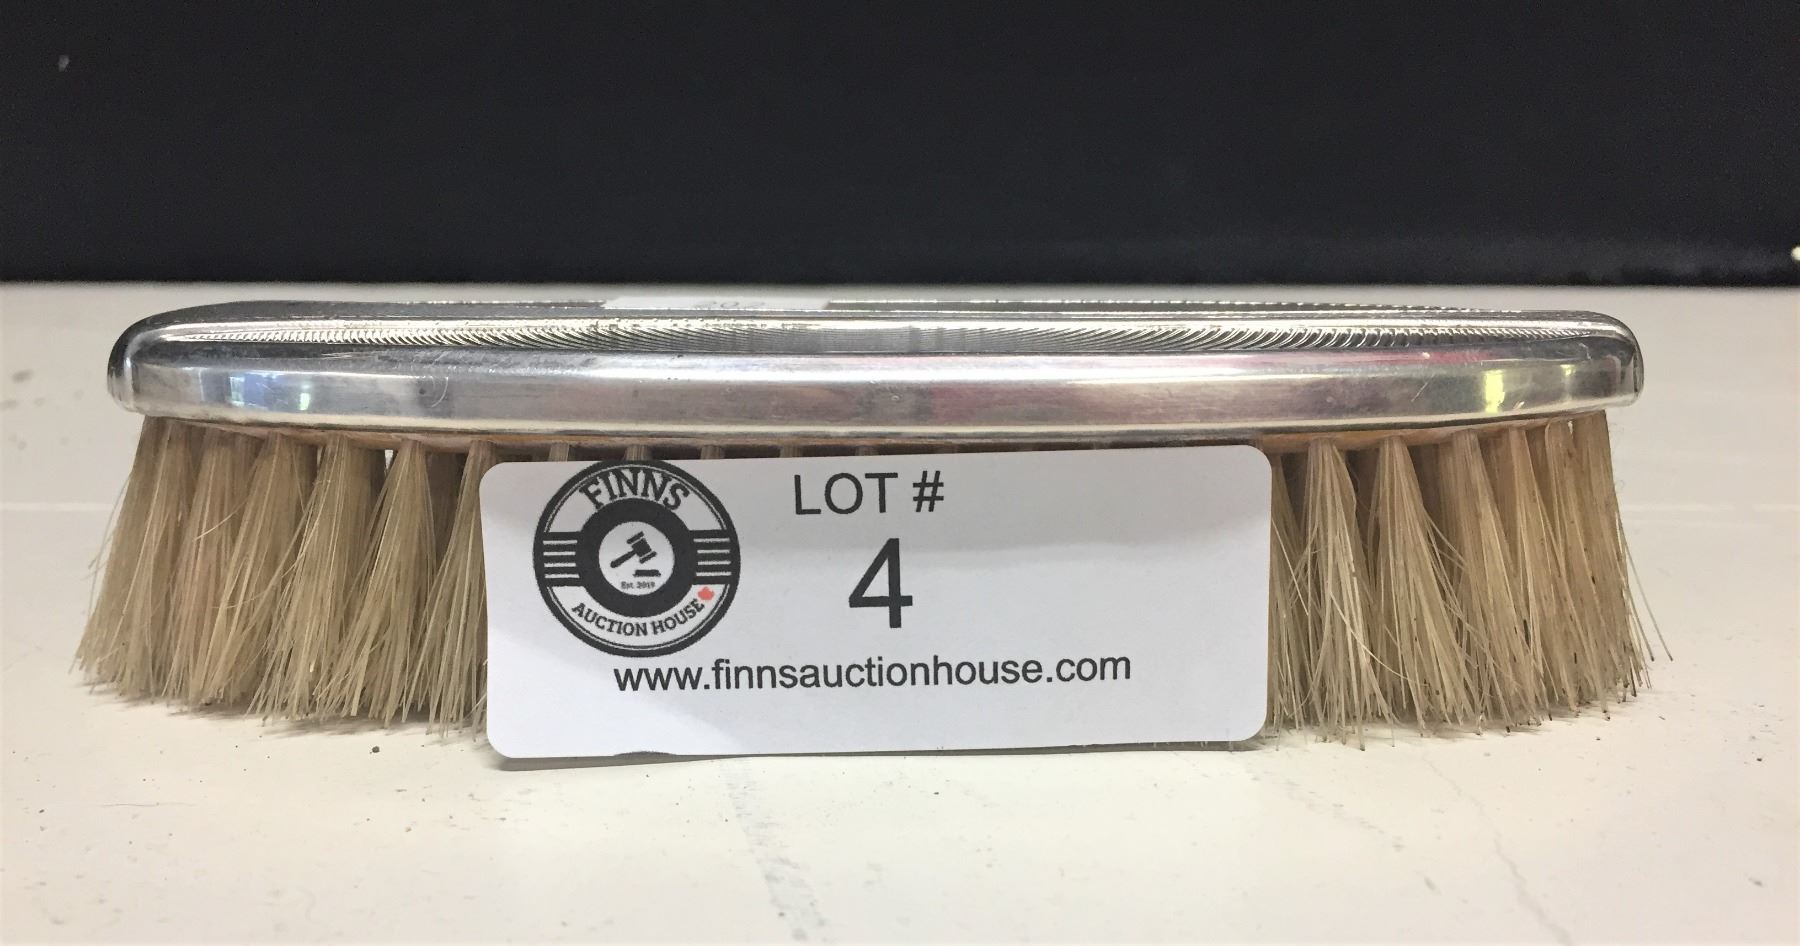 FINNS
Est. 2019
AUCTION HOUSE
LOT #
4
www.finnsauctionhouse.com